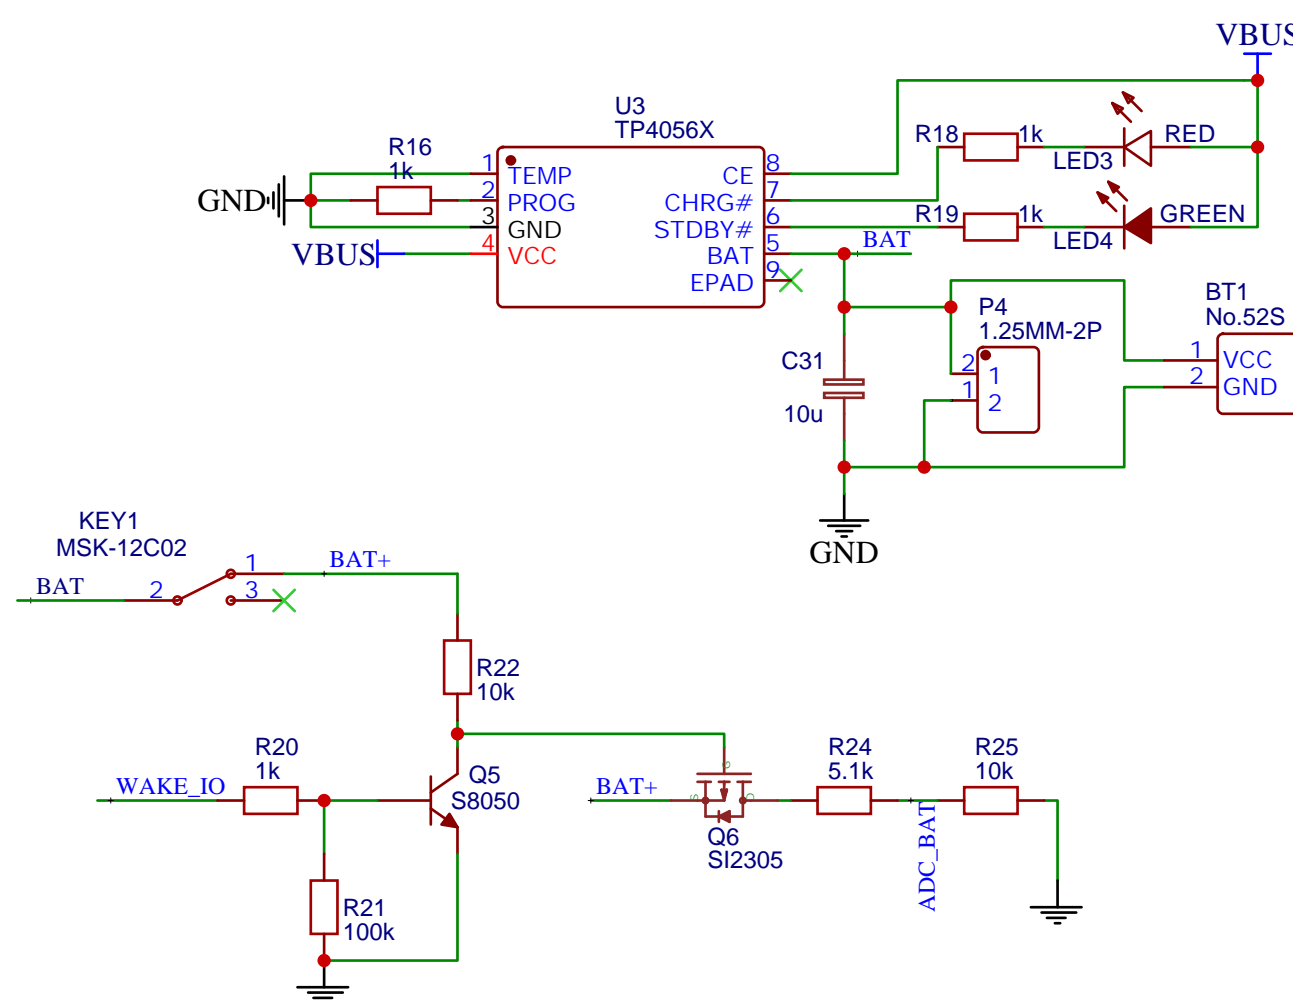 VBUS
U3
TP4056X
R16
1k
GND
VBUS
1
TEMP
2
PROG
3
GND
4
VCC
CE
8
CHRG#
7
STDBY#
6
BAT
5
EPAD
9
BAT
R18
1k
LED3
RED
R19
1k
LED4
GREEN
P4
1.25MM-2P
2
1
1
2
BT1
No.52S
1
VCC
2
GND
C31
10u
GND
KEY1
MSK-12C02
BAT
2
1
3
BAT+
R22
10k
WAKE_IO
R20
1k
Q5
S8050
R21
100k
BAT+
G
S
D
Q6
SI2305
R24
5.1k
ADC_BAT
R25
10k